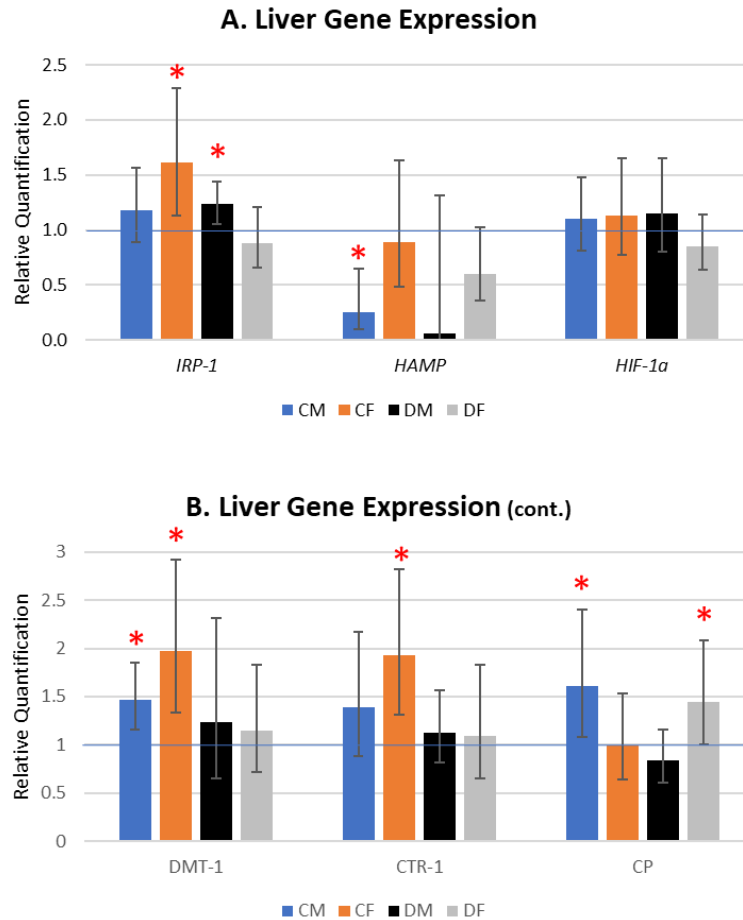 A. Liver Gene Expression
Relative Quantification
2.5
2.0
1.5
1.0
0.5
0.0
*
*
*
IRP-1 HAMP HIF-1α
CM CF DM DF
B. Liver Gene Expression (cont.)
Relative Quantification
3
2.5
2
1.5
1
0.5
0
*
*
*
*
*
DMT-1 CTR-1 CP
CM CF DM DF